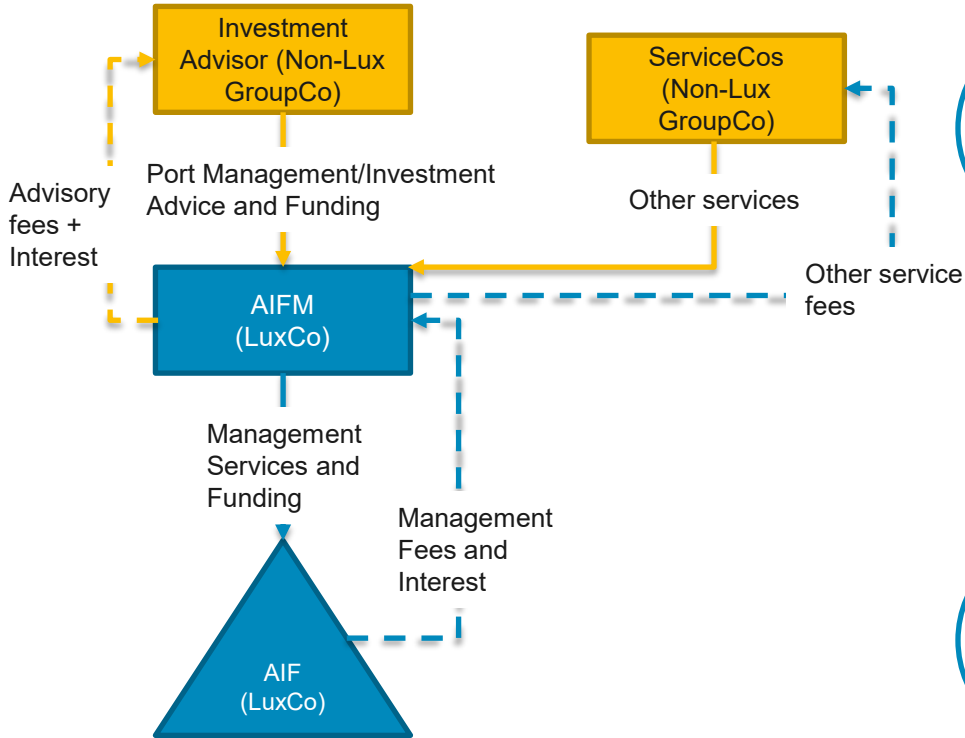 Investment
Advisor (Non-Lux
GroupCo)
ServiceCos
(Non-Lux
GroupCo)
Advisory
fees +
Interest
Port Management/Investment
Advice and Funding
Other services
Other service
fees
AIFM
(LuxCo)
Management
Services and
Funding
Management
Fees and
Interest
AIF
(LuxCo)